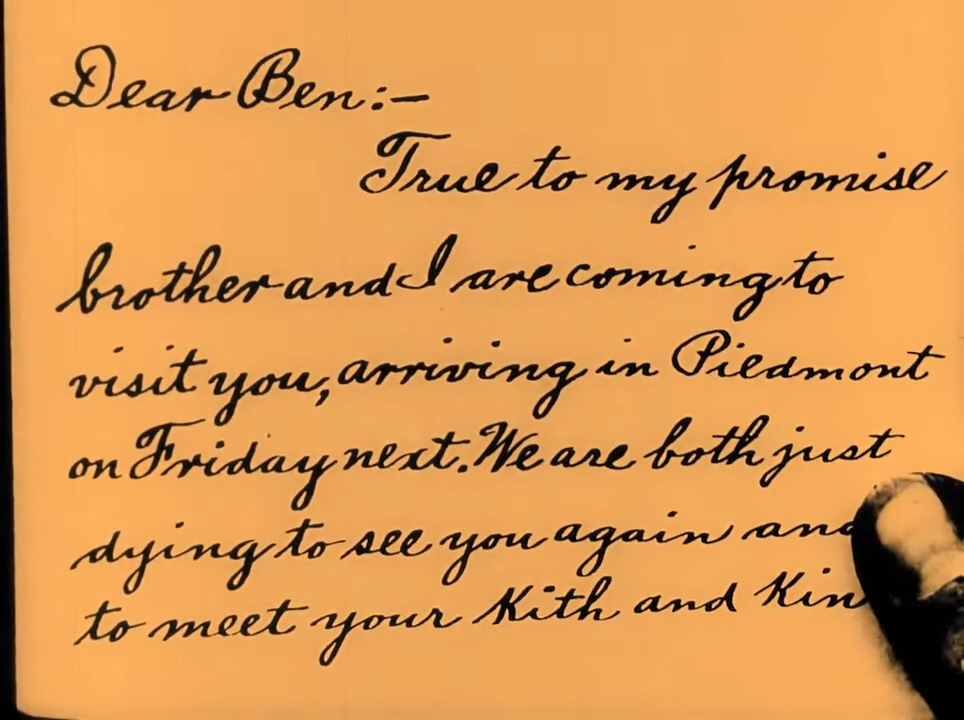 Dear Ben:—
True to my promise
brother and I are coming to
visit you, arriving in Piedmont
on Friday next. We are both just
dying to see you again and
to meet your Kith and Kin